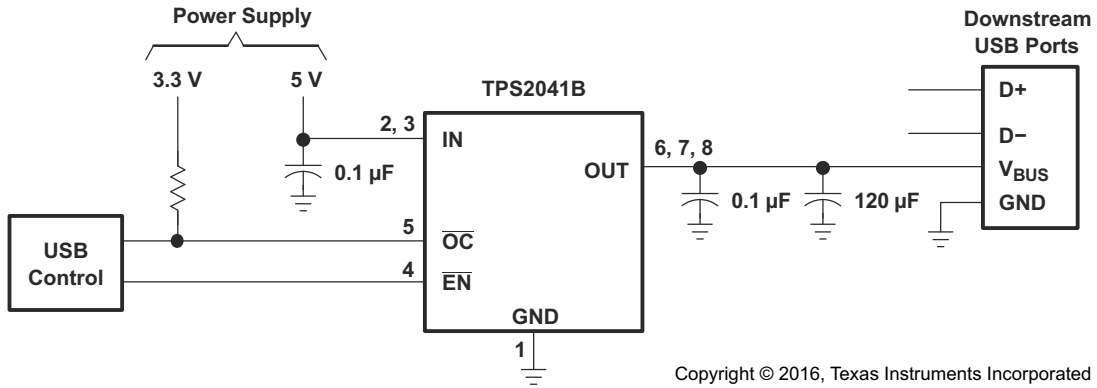 Power Supply
3.3 V
5 V
TPS2041B
Downstream
USB Ports
D+
D−
V_BUS
GND
2, 3
IN
0.1 µF
6, 7, 8
OUT
0.1 µF
120 µF
USB
Control
5
OC
4
EN
GND
1
Copyright © 2016, Texas Instruments Incorporated